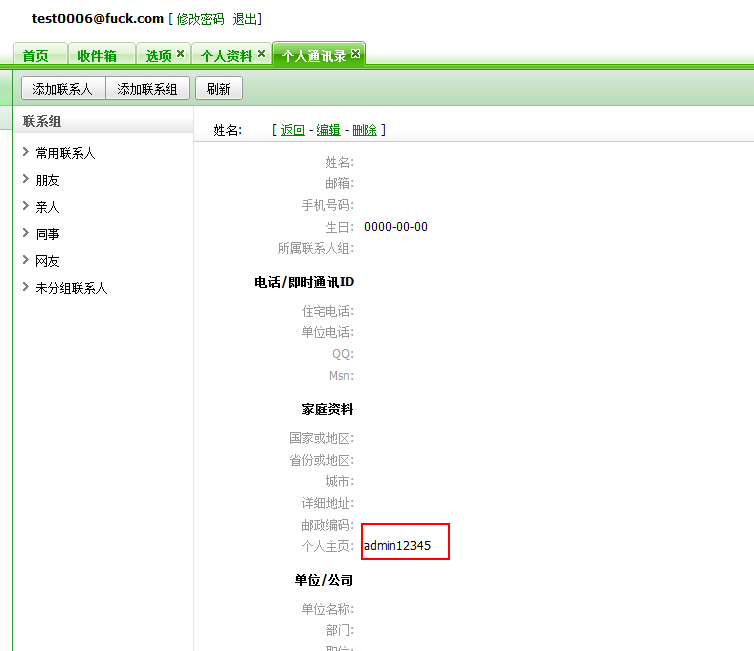 test0006@fuck.com [ 修改密码 退出]
首页 收件箱 选项 个人资料 个人通讯录
添加联系人 添加联系组 刷新
联系组
常用联系人
朋友
亲人
同事
网友
未分组联系人
姓名: [ 返回 - 编辑 - 删除 ]
姓名:
邮箱:
手机号码:
生日: 0000-00-00
所属联系人组:
电话/即时通讯ID
住宅电话:
单位电话:
QQ:
Msn:
家庭资料
国家或地区:
省份或地区:
城市:
详细地址:
邮政编码:
个人主页: admin12345
单位/公司
单位名称:
部门: